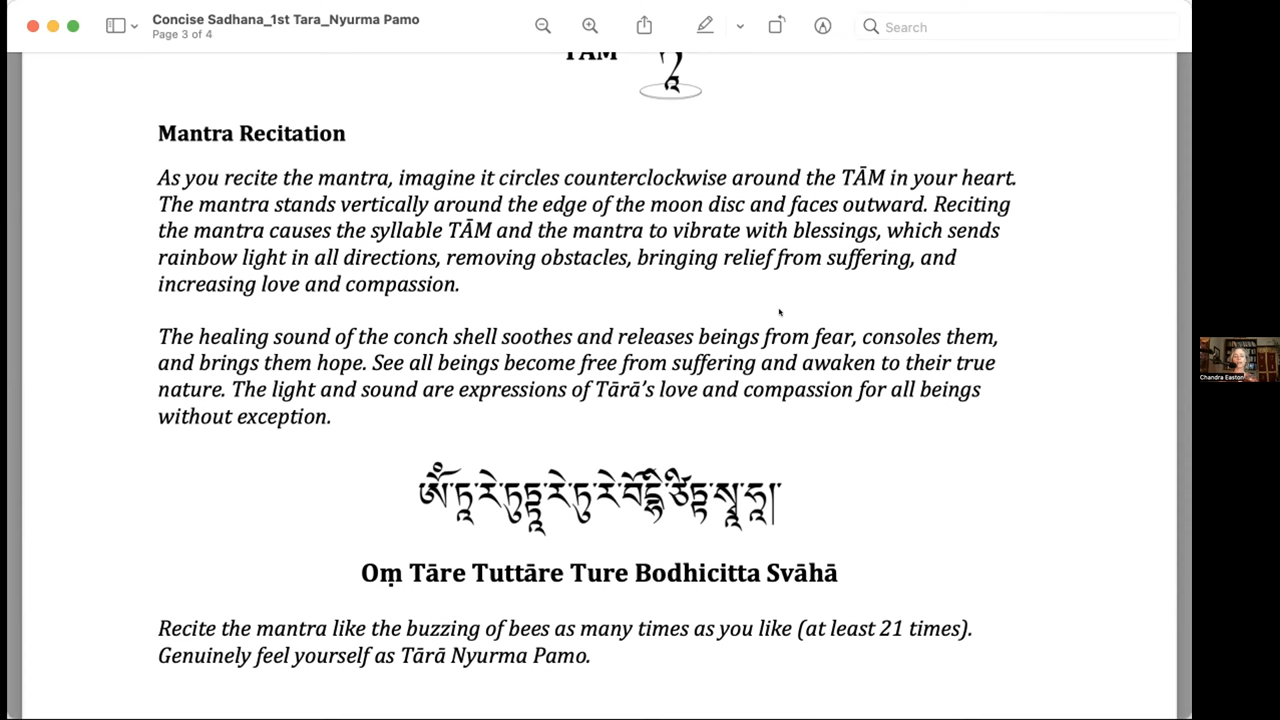 Concise Sadhana_1st Tara_Nyurma Pamo
Page 3 of 4
Search
TĀM
Mantra Recitation
As you recite the mantra, imagine it circles counterclockwise around the TĀM in your heart.
The mantra stands vertically around the edge of the moon disc and faces outward. Reciting
the mantra causes the syllable TĀM and the mantra to vibrate with blessings, which sends
rainbow light in all directions, removing obstacles, bringing relief from suffering, and
increasing love and compassion.
The healing sound of the conch shell soothes and releases beings from fear, consoles them,
and brings them hope. See all beings become free from suffering and awaken to their true
nature. The light and sound are expressions of Tārā’s love and compassion for all beings
without exception.
ༀ་ཏཱ་རེ་ཏུཏྟཱ་རེ་ཏུ་རེ་བོདྷི་ཙིཏྟ་སྭཱ་ཧཱ།
Oṃ Tāre Tuttāre Ture Bodhicitta Svāhā
Recite the mantra like the buzzing of bees as many times as you like (at least 21 times).
Genuinely feel yourself as Tārā Nyurma Pamo.
Chandra Easton